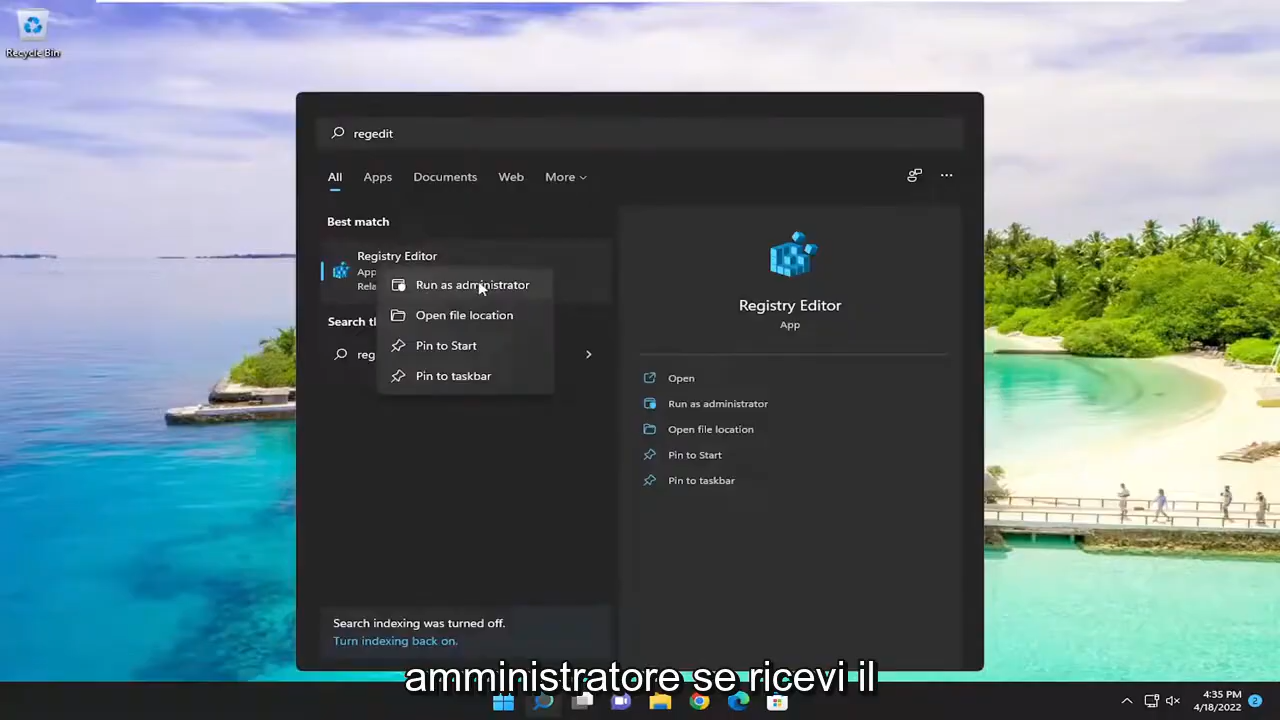 Recycle Bin
regedit
All Apps Documents Web More
Best match
Registry Editor
App
Rela
Search t
reg
Run as administrator
Open file location
Pin to Start
Pin to taskbar
Registry Editor
App
Open
Run as administrator
Open file location
Pin to Start
Pin to taskbar
Search indexing was turned off.
Turn indexing back on.
amministratore se ricevi il
4:35 PM
4/18/2022
2